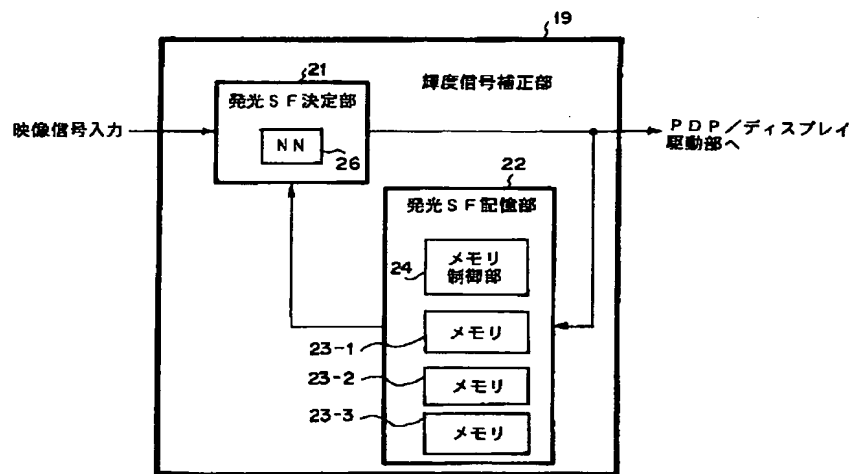 19
21
輝度信号補正部
発光SF決定部
映像信号入力
NN
26
PDP/ディスプレイ
駆動部へ
22
発光SF記憶部
メモリ
制御部
24
メモリ
23-1
メモリ
23-2
メモリ
23-3